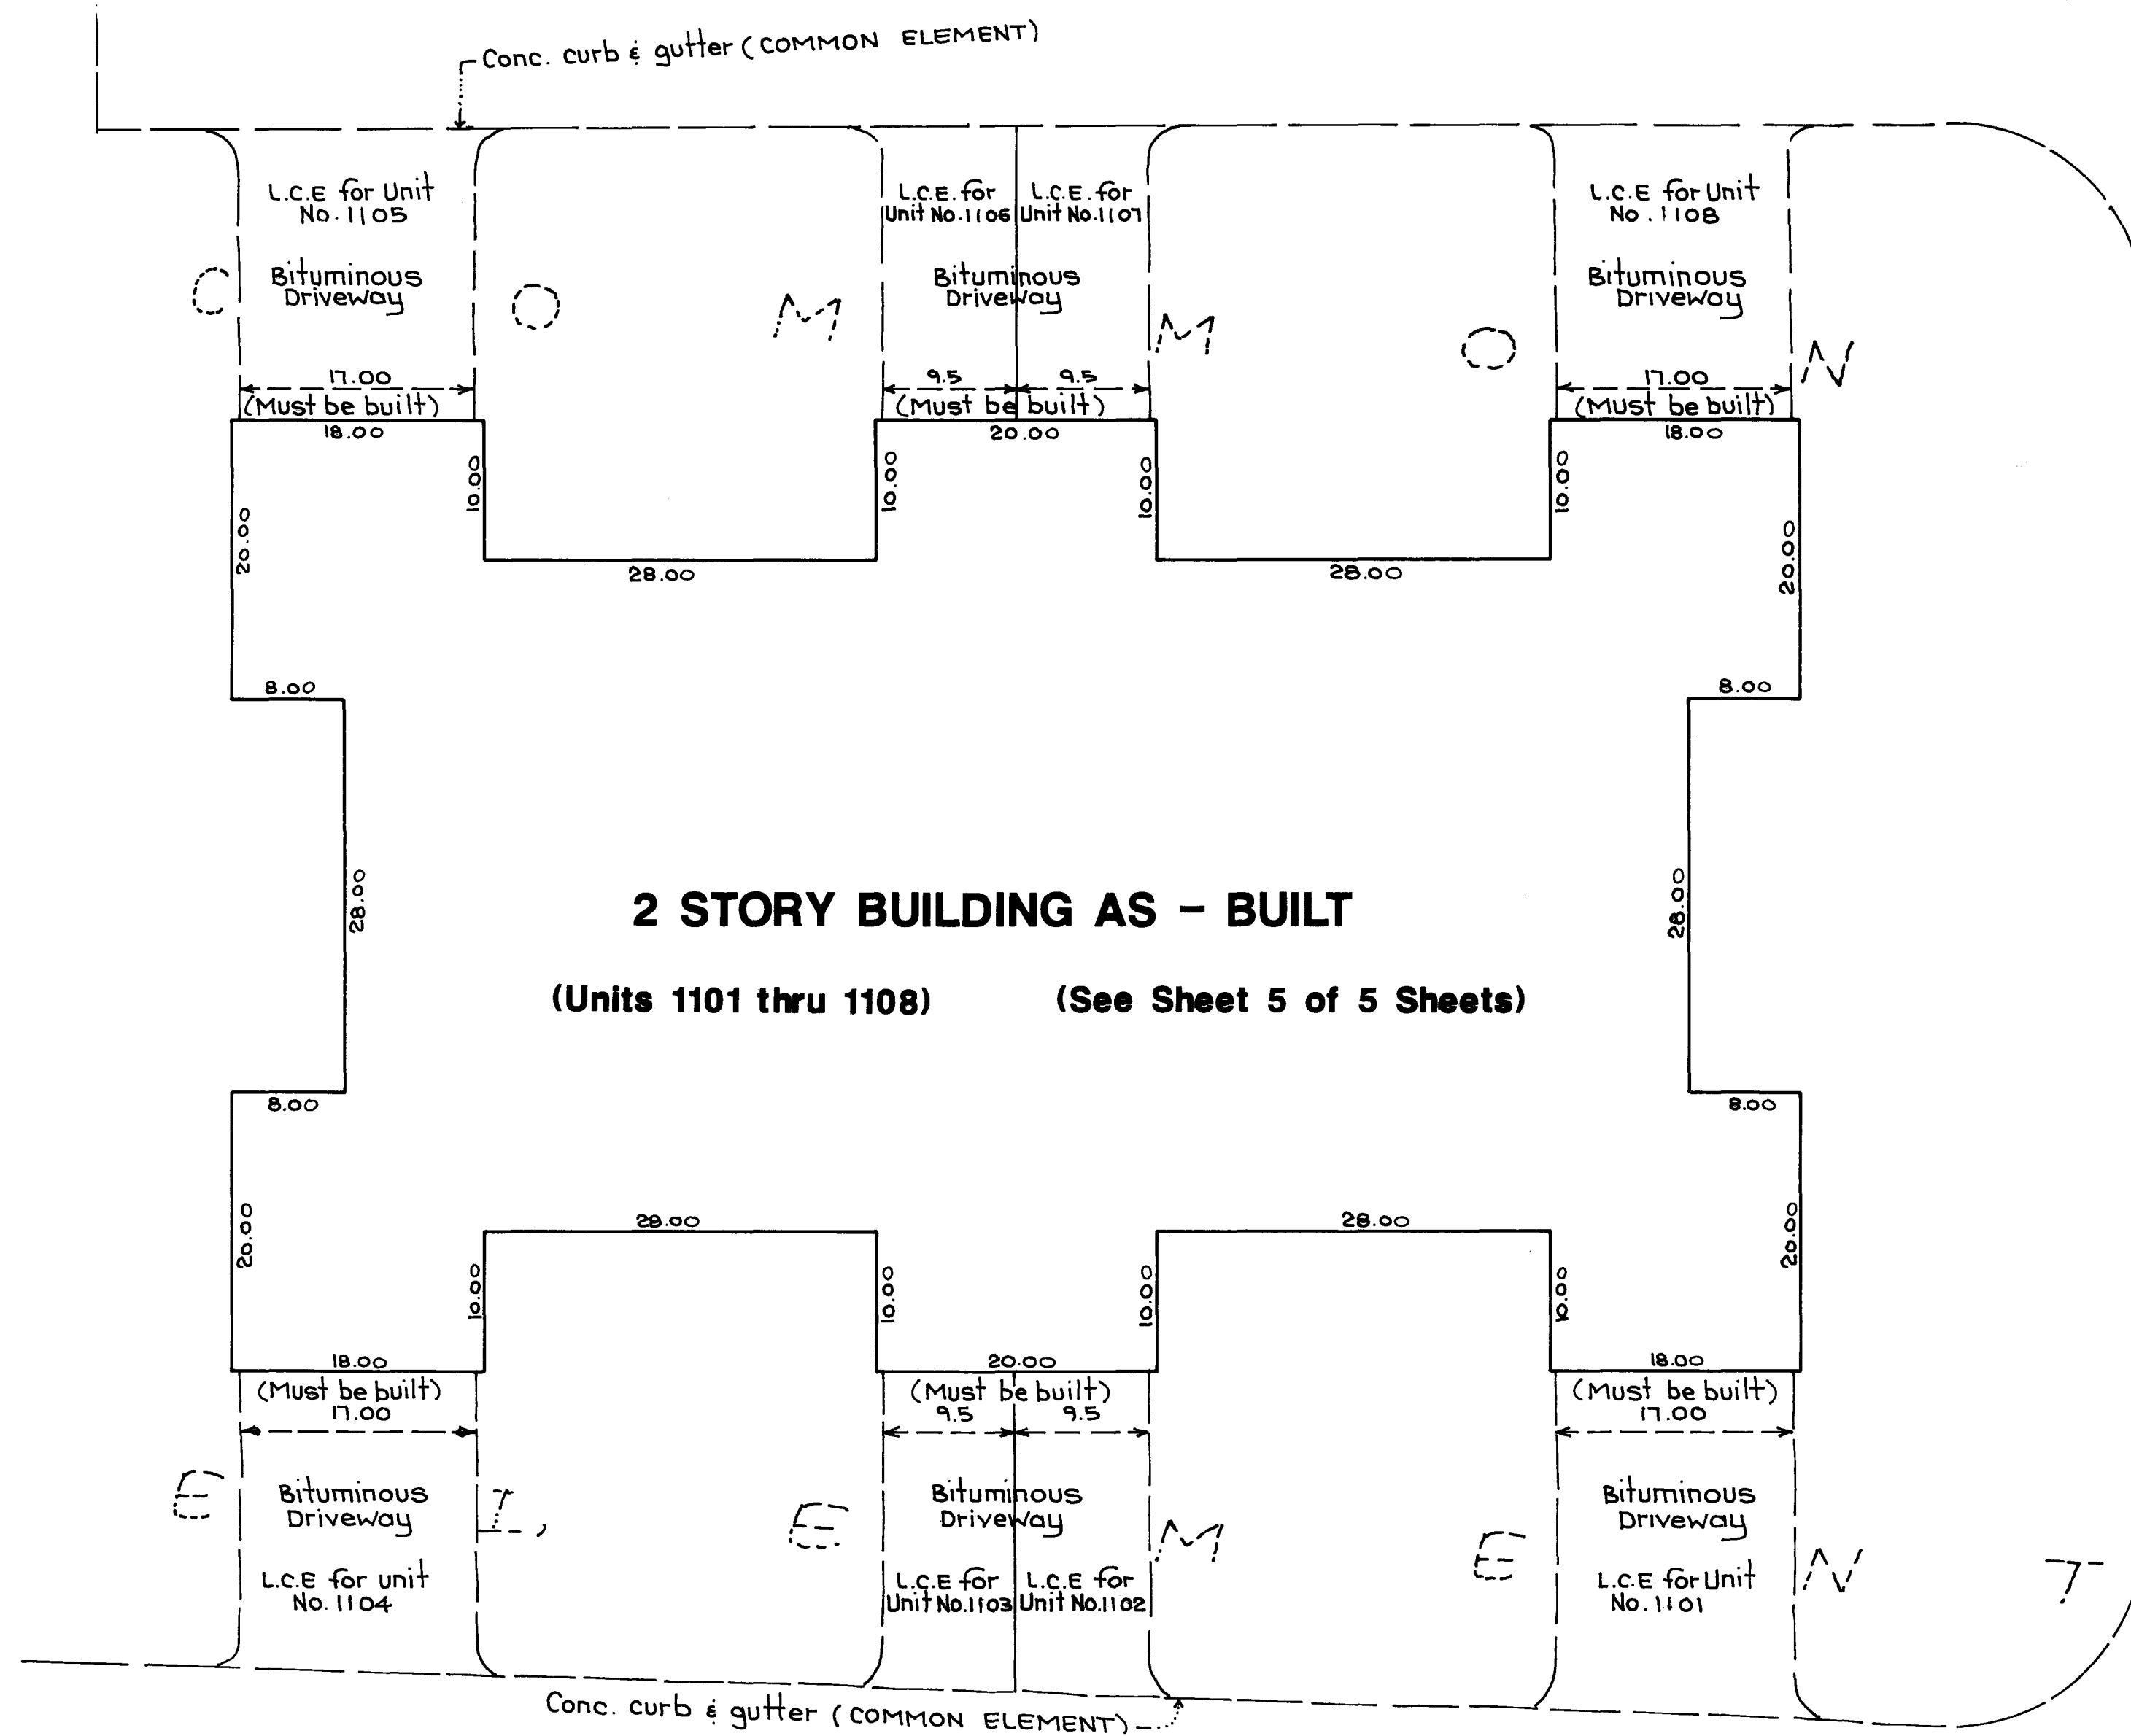 Conc. curb & gutter (COMMON ELEMENT)
L.C.E for Unit
No. 1105
L.C.E. for
Unit No. 1106
L.C.E. for
Unit No. 1107
L.C.E for Unit
No. 1108
Bituminous
Driveway
Bituminous
Driveway
Bituminous
Driveway
C O M M O N
17.00
(Must be built)
9.5 9.5
(Must be built)
17.00
(Must be built)
18.00
20.00
18.00
10.00
10.00
10.00
10.00
20.00
20.00
28.00
28.00
8.00
8.00
28.00
28.00
2 STORY BUILDING AS - BUILT
(Units 1101 thru 1108) (See Sheet 5 of 5 Sheets)
8.00
8.00
28.00
28.00
20.00
20.00
10.00
10.00
10.00
10.00
18.00
20.00
18.00
(Must be built)
17.00
(Must be built)
9.5 9.5
(Must be built)
17.00
E L E M E N T
Bituminous
Driveway
Bituminous
Driveway
Bituminous
Driveway
L.C.E for unit
No. 1104
L.C.E for
Unit No. 1103
L.C.E for
Unit No. 1102
L.C.E for Unit
No. 1101
Conc. curb & gutter (COMMON ELEMENT)